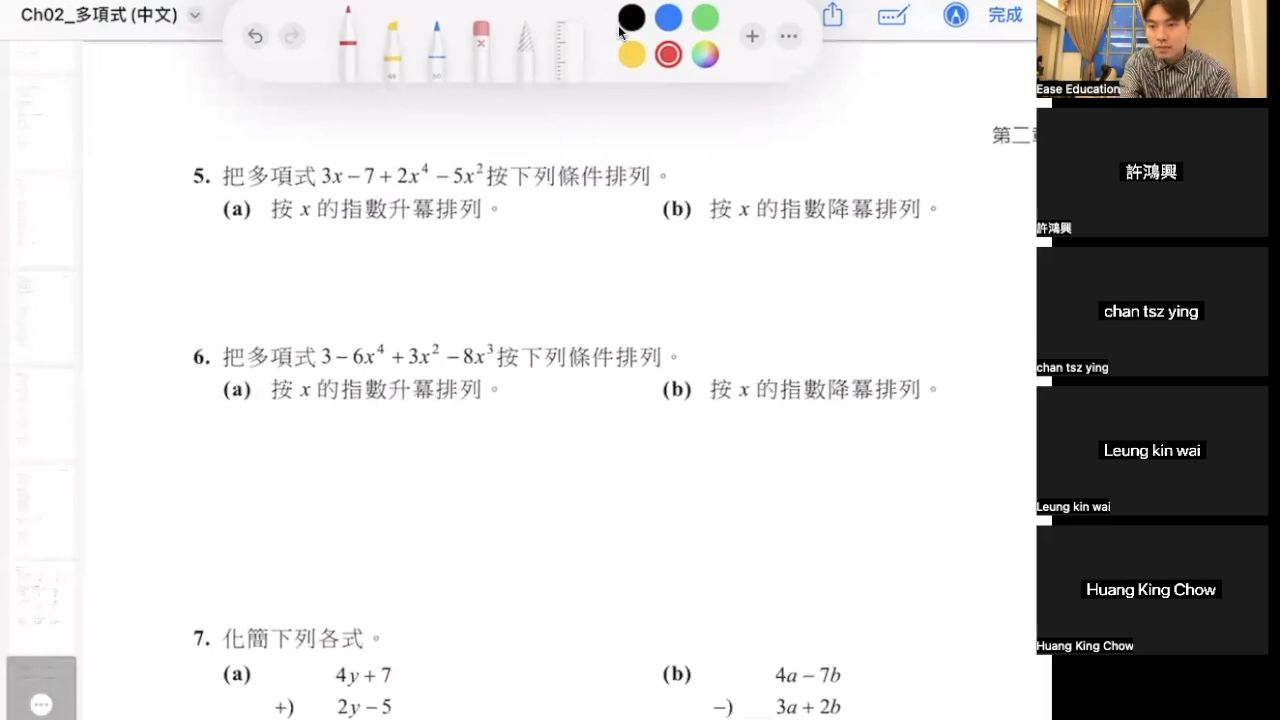 Ch02_多項式 (中文)
完成
Ease Education
第二
5. 把多項式 3x − 7 + 2x⁴ − 5x² 按下列條件排列。
(a) 按 x 的指數升冪排列。 (b) 按 x 的指數降冪排列。
6. 把多項式 3 − 6x⁴ + 3x² − 8x³ 按下列條件排列。
(a) 按 x 的指數升冪排列。 (b) 按 x 的指數降冪排列。
7. 化簡下列各式。
(a) 4y + 7 (b) 4a − 7b
+) 2y − 5 −) 3a + 2b
許鴻興
許鴻興
chan tsz ying
chan tsz ying
Leung kin wai
Leung kin wai
Huang King Chow
Huang King Chow